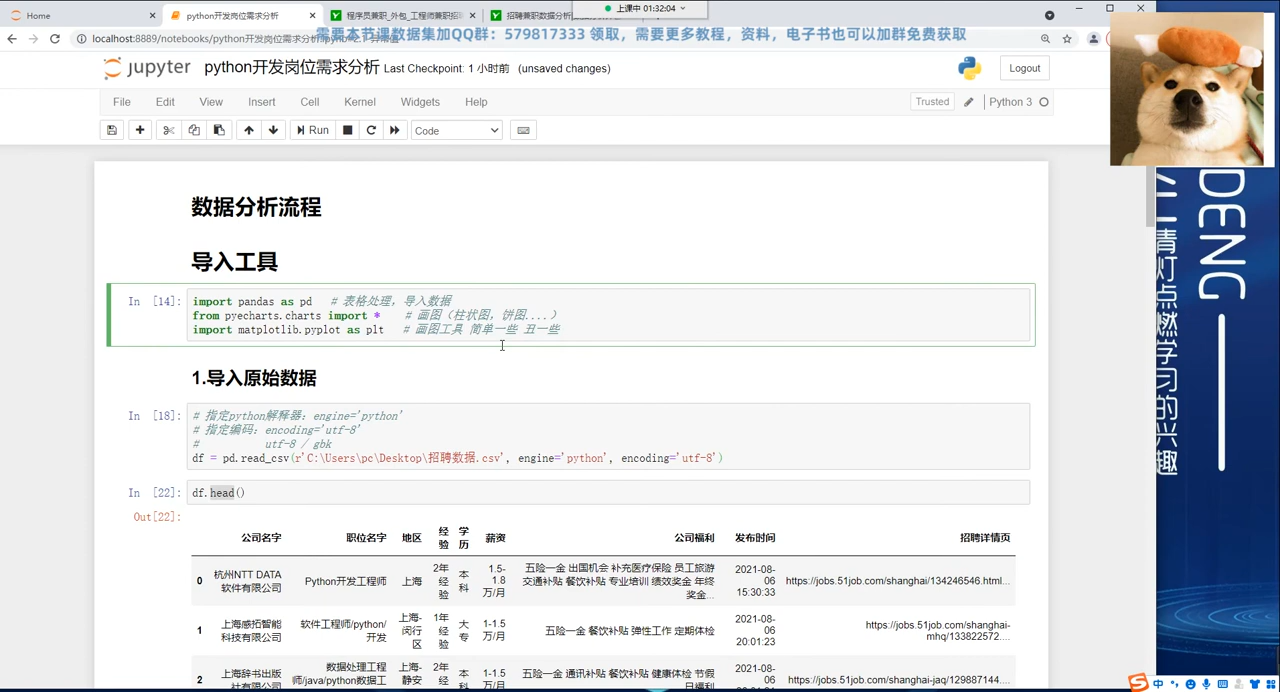 Home
python开发岗位需求分析
程序员兼职_外包_工程师兼职招
招聘兼职数据分析
上课中 01:32:04
localhost:8889/notebooks/python开发岗位需求分析
需要本节课数据集加QQ群：579817333 领取，需要更多教程，资料，电子书也可以加群免费获取
jupyter python开发岗位需求分析 Last Checkpoint: 1 小时前 (unsaved changes)
Logout
File Edit View Insert Cell Kernel Widgets Help
Trusted Python 3
Run Code
数据分析流程
导入工具
In [14]: import pandas as pd # 表格处理，导入数据
from pyecharts.charts import * # 画图（柱状图，饼图....）
import matplotlib.pyplot as plt # 画图工具 简单一些 丑一些
1.导入原始数据
In [18]: # 指定python解释器：engine='python'
# 指定编码：encoding='utf-8'
# utf-8 / gbk
df = pd.read_csv(r'C:\Users\pc\Desktop\招聘数据.csv', engine='python', encoding='utf-8')
In [22]: df.head()
Out[22]:
公司名字 职位名字 地区 经验 学历 薪资 公司福利 发布时间 招聘详情页
0 杭州NTT DATA软件有限公司 Python开发工程师 上海 2年经验 本科 1.5-1.8万/月 五险一金 出国机会 补充医疗保险 员工旅游 交通补贴 餐饮补贴 专业培训 绩效奖金 年终奖金... 2021-08-06 15:30:33 https://jobs.51job.com/shanghai/134246546.html...
1 上海感拓智能科技有限公司 软件工程师/python/开发 上海-闵行区 1年经验 大专 1-1.5万/月 五险一金 餐饮补贴 弹性工作 定期体检 2021-08-06 20:01:23 https://jobs.51job.com/shanghai-mhq/133822572....
2 上海辞书出版社有限公司 数据处理工程师/java/python数据工 上海-静安 2年经 本科 1-1.5万/月 五险一金 通讯补贴 餐饮补贴 健康体检 节假日福利 2021-08- https://jobs.51job.com/shanghai-jaq/129887144....
DENG
青灯点燃学习的兴趣
中